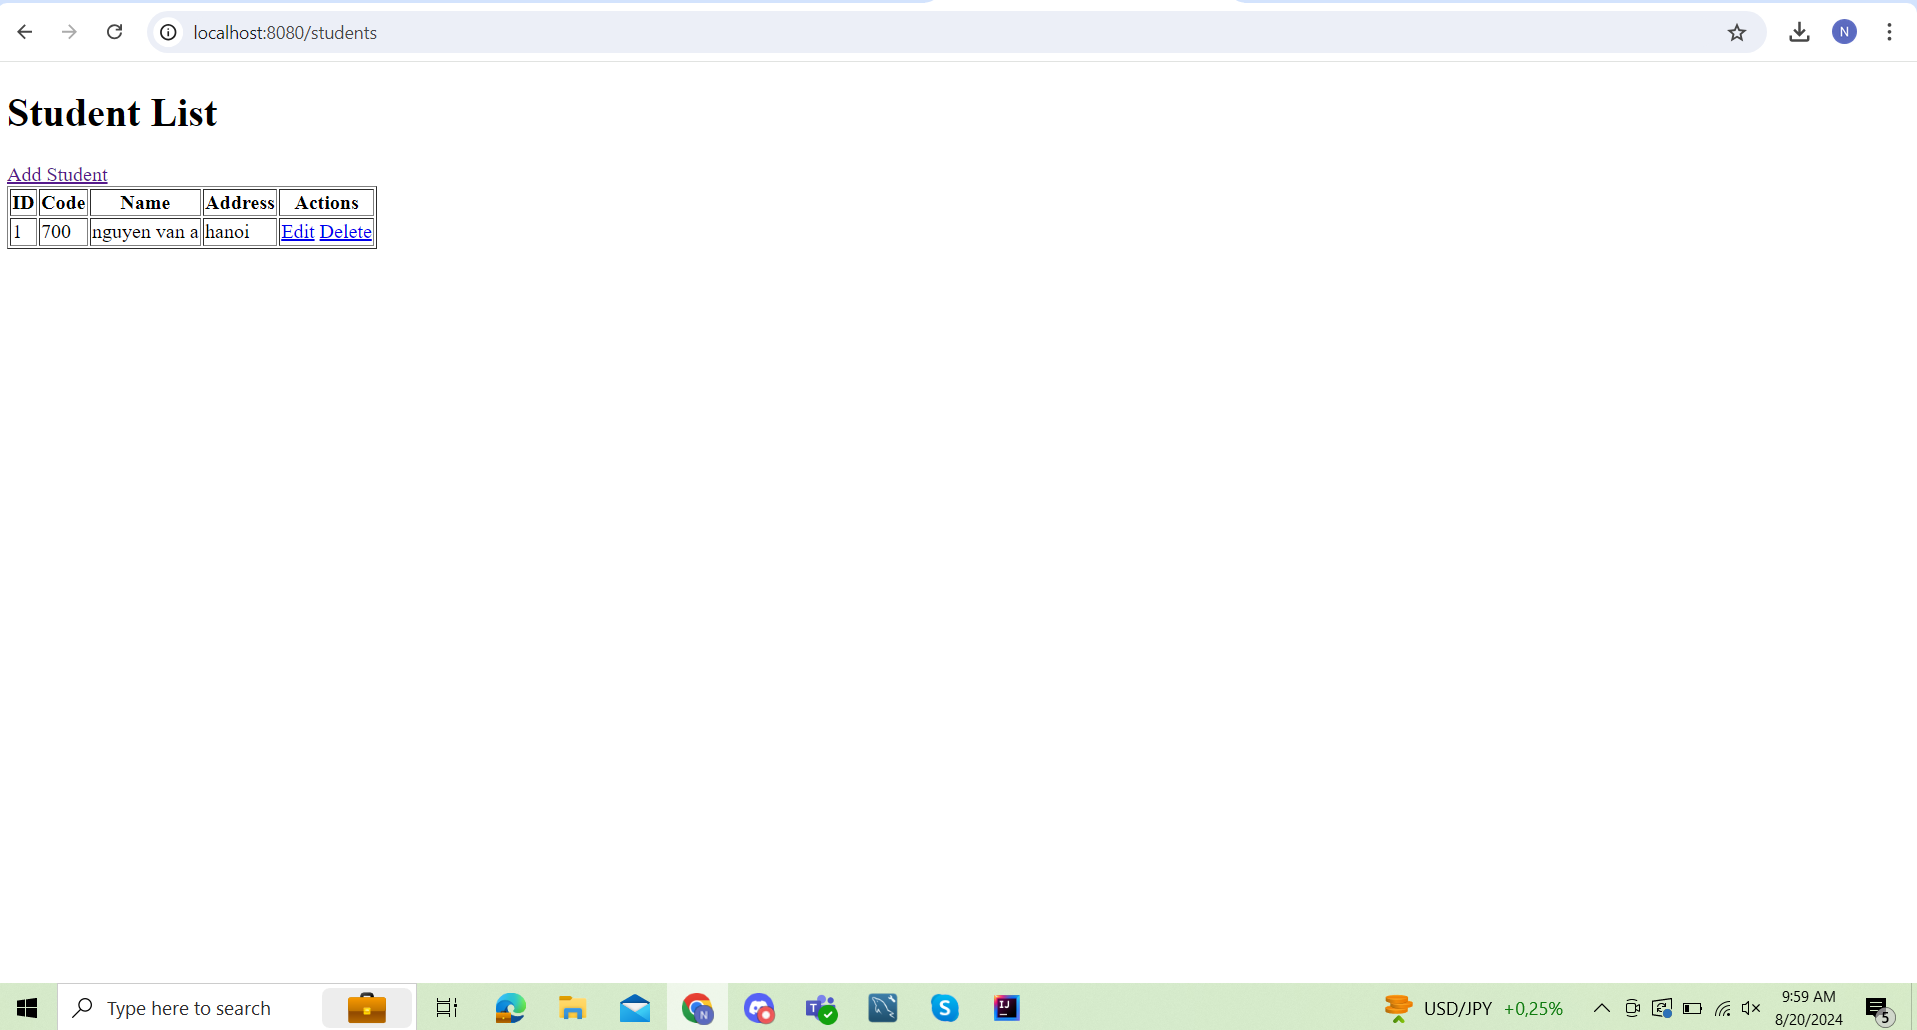 localhost:8080/students
N
Student List
Add Student
ID Code Name Address Actions
1 700 nguyen van a hanoi Edit Delete
Type here to search
N
T
S
IJ
USD/JPY +0,25%
9:59 AM
8/20/2024
5